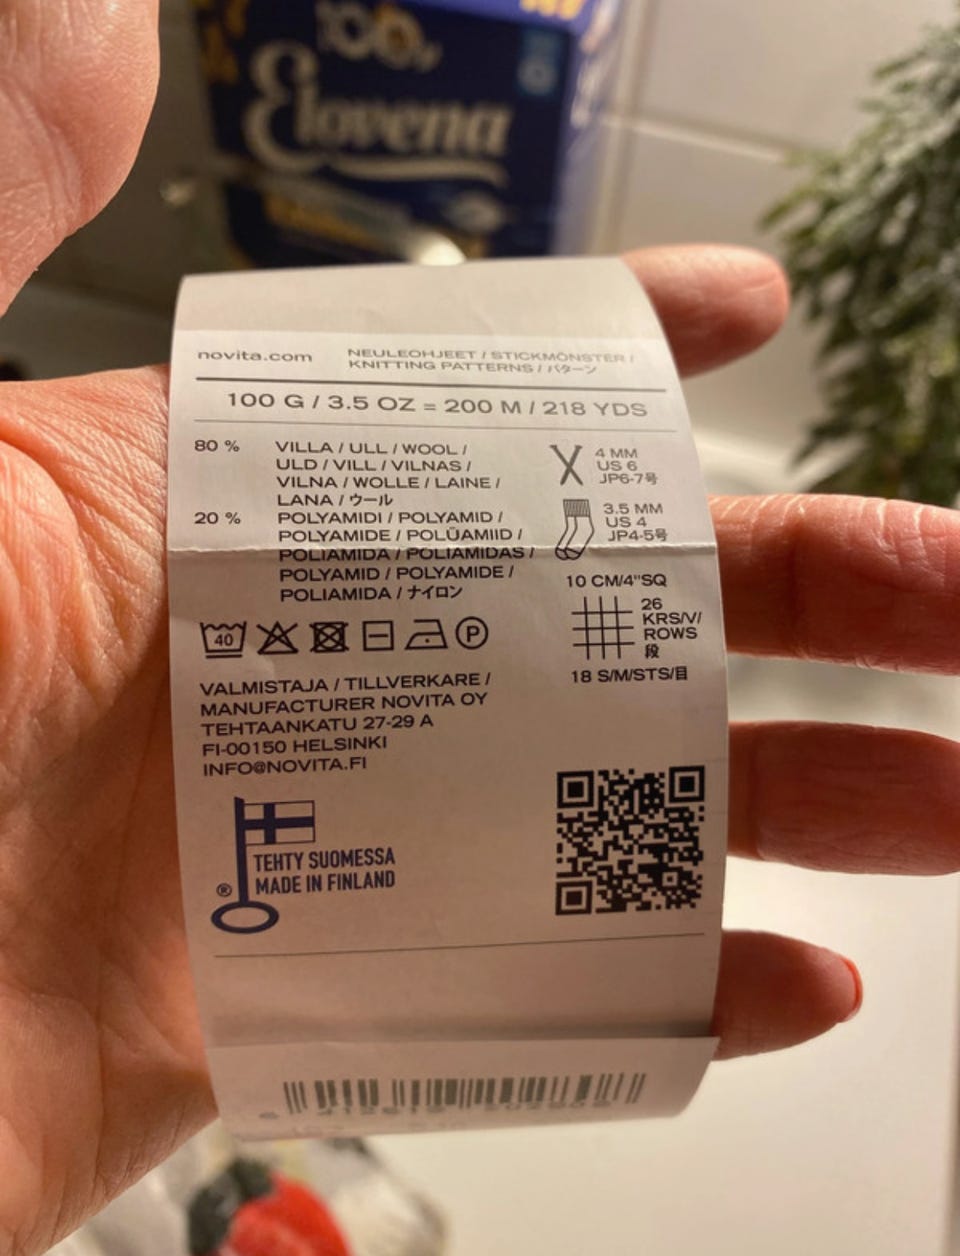 Elovena
novita.com
NEULEOHJEET / STICKMÖNSTER /
KNITTING PATTERNS / パターン
100 G / 3.5 OZ = 200 M / 218 YDS
80 %
VILLA / ULL / WOOL /
ULD / VILL / VILNAS /
VILNA / WOLLE / LAINE /
LANA / ウール
20 %
POLYAMIDI / POLYAMID /
POLYAMIDE / POLÜAMIID /
POLIAMIDA / POLIAMIDAS /
POLYAMID / POLYAMIDE /
POLIAMIDA / ナイロン
4 MM
US 6
JP6-7号
3.5 MM
US 4
JP4-5号
10 CM/4"SQ
26
KRS/V/
ROWS
段
18 S/M/STS/目
40
P
VALMISTAJA / TILLVERKARE /
MANUFACTURER NOVITA OY
TEHTAANKATU 27-29 A
FI-00150 HELSINKI
INFO@NOVITA.FI
TEHTY SUOMESSA
® MADE IN FINLAND